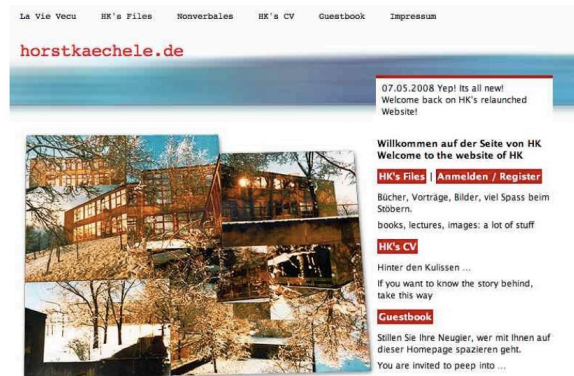 La Vie Vecu HK's Files Nonverbales HK's CV Guestbook Impressum
horstkaechele.de
07.05.2008 Yep! Its all new!
Welcome back on HK's relaunched
Website!
Willkommen auf der Seite von HK
Welcome to the website of HK
HK's Files | Anmelden / Register
Bücher, Vorträge, Bilder, viel Spass beim
Stöbern.
books, lectures, images: a lot of stuff
HK's CV
Hinter den Kulissen ...
If you want to know the story behind,
take this way
Guestbook
Stillen Sie Ihre Neugier, wer mit Ihnen auf
dieser Homepage spazieren geht.
You are invited to peep into ...